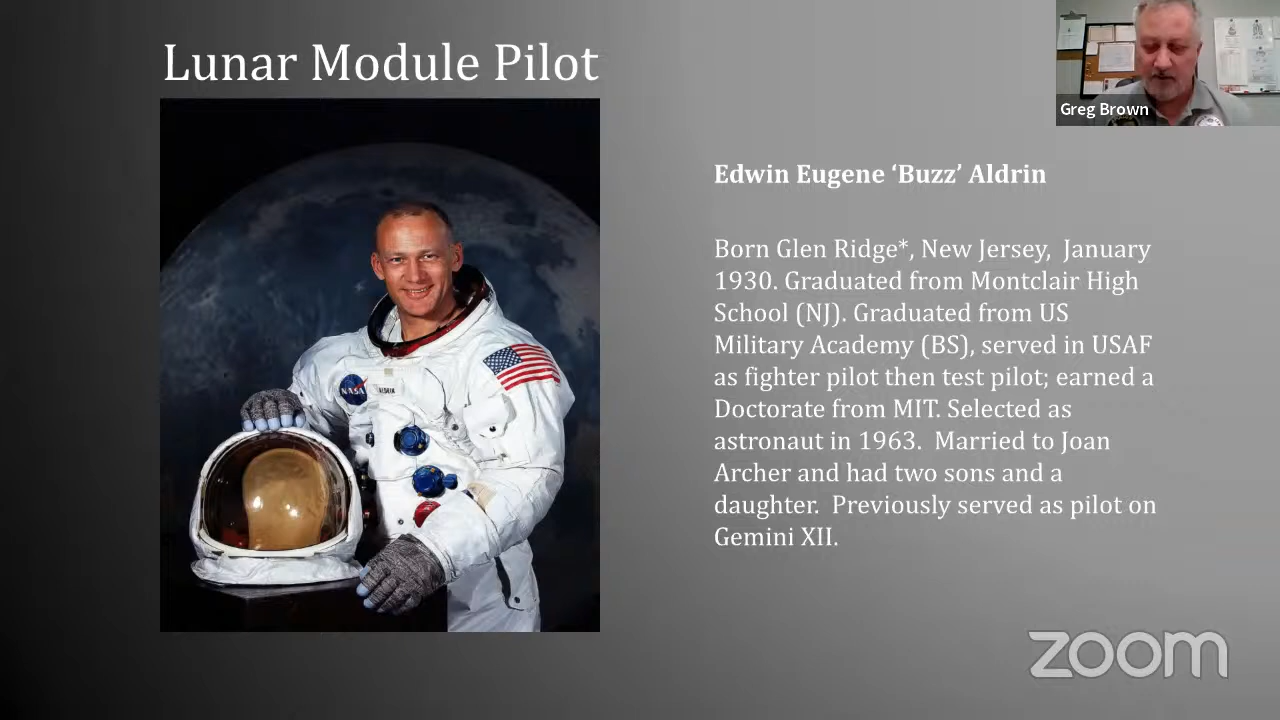 Lunar Module Pilot
Greg Brown
Edwin Eugene ‘Buzz’ Aldrin
Born Glen Ridge*, New Jersey,  January
1930. Graduated from Montclair High
School (NJ). Graduated from US
Military Academy (BS), served in USAF
as fighter pilot then test pilot; earned a
Doctorate from MIT. Selected as
astronaut in 1963.  Married to Joan
Archer and had two sons and a
daughter.  Previously served as pilot on
Gemini XII.
NASA
zoom